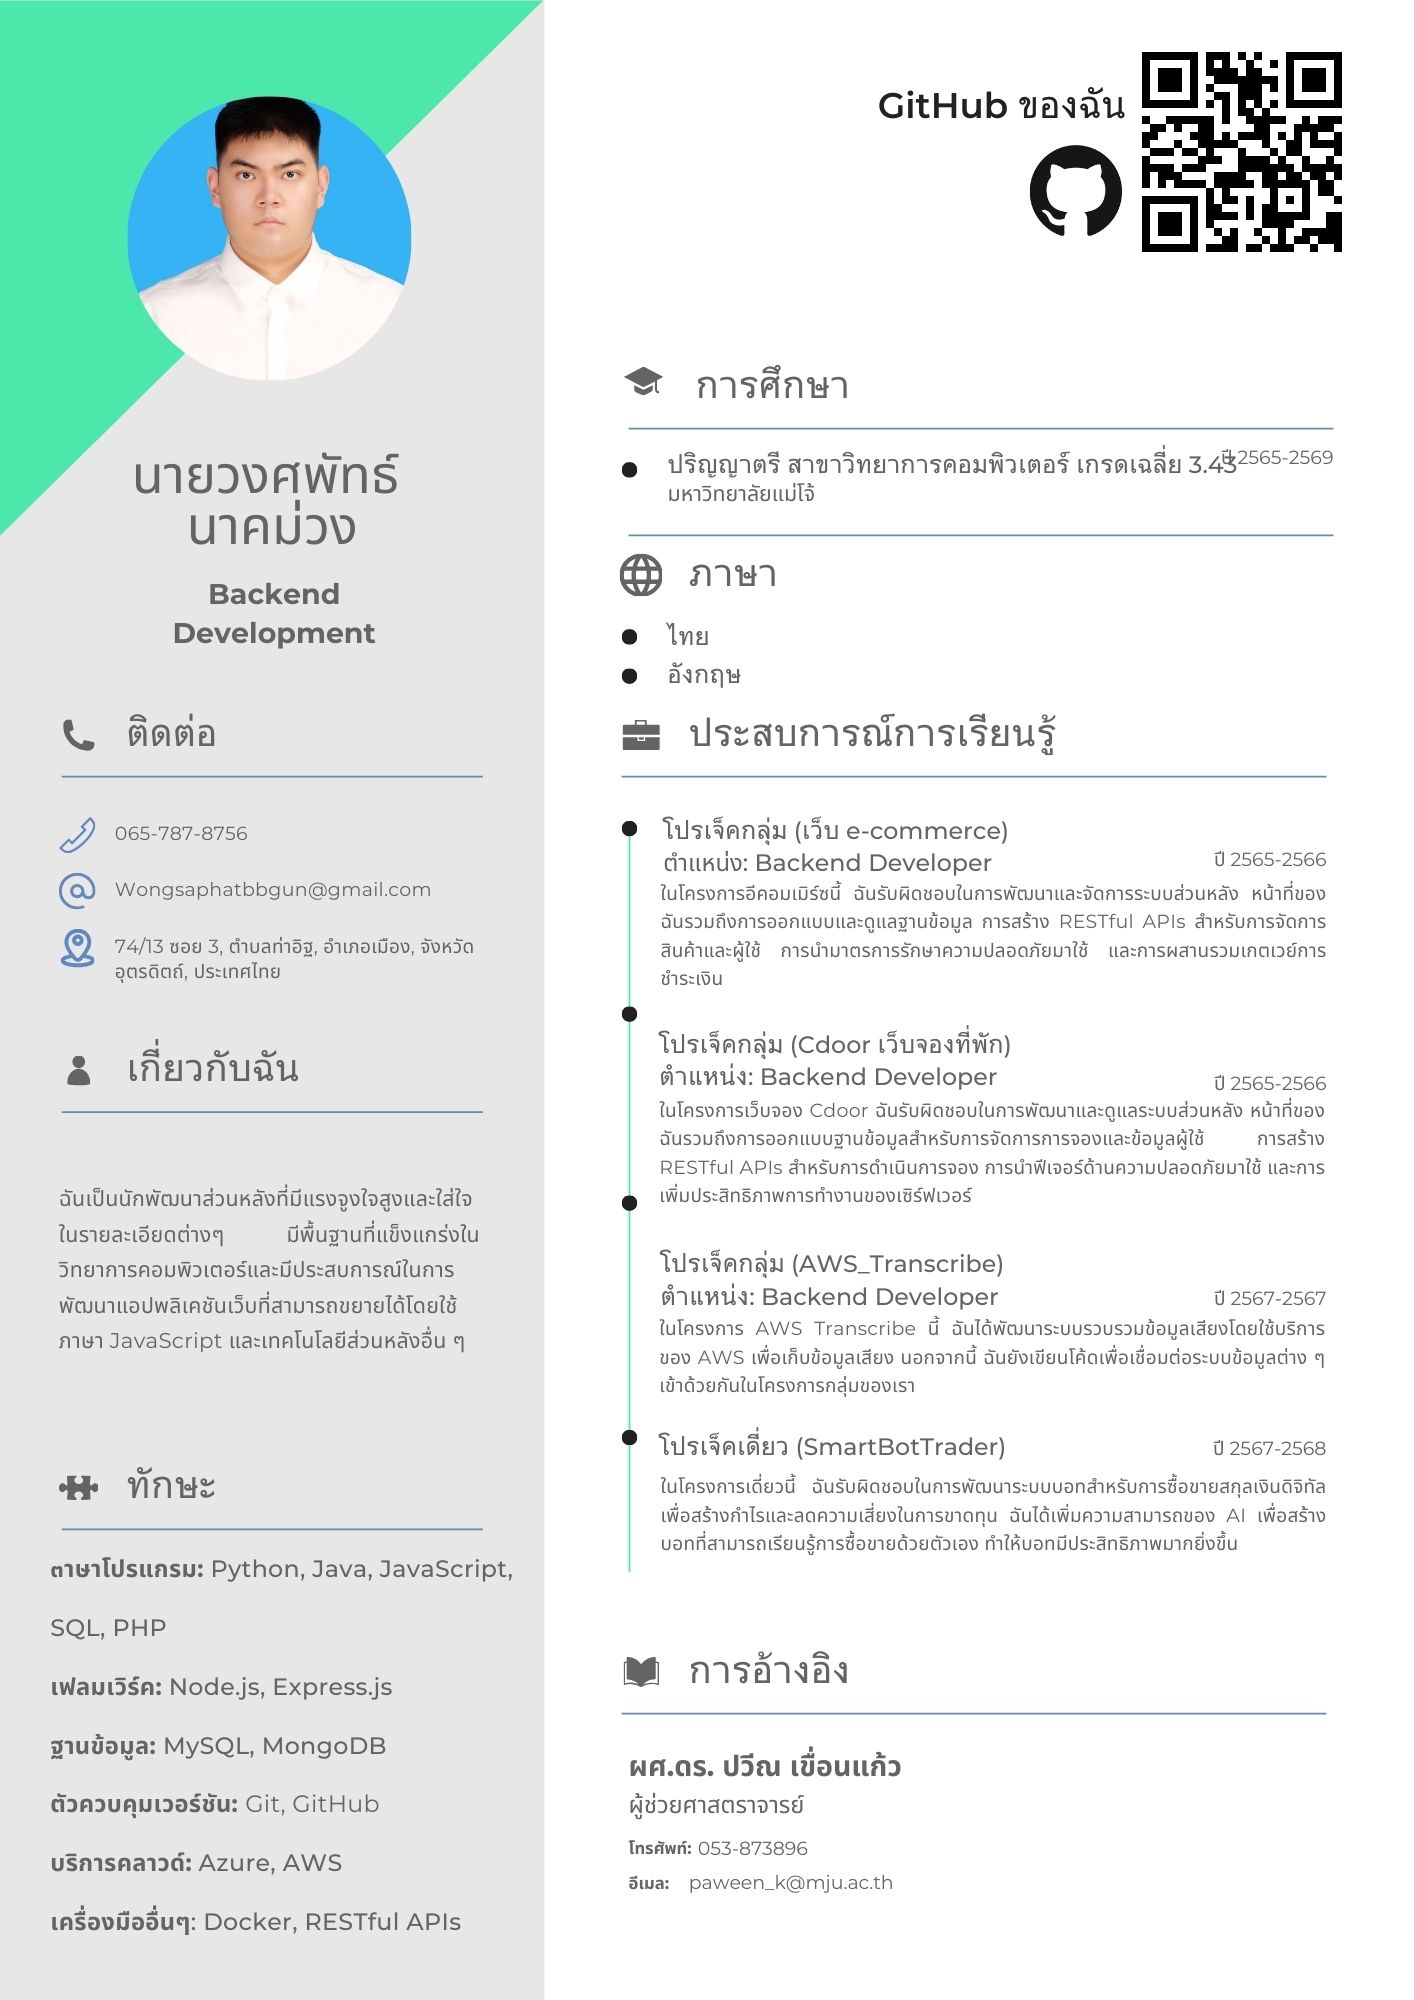 นายวงศพัทธ์
นาคม่วง
Backend
Development
ติดต่อ
065-787-8756
Wongsaphatbbgun@gmail.com
74/13 ซอย 3, ตำบลท่าอิฐ, อำเภอเมือง, จังหวัด
อุตรดิตถ์, ประเทศไทย
เกี่ยวกับฉัน
ฉันเป็นนักพัฒนาส่วนหลังที่มีแรงจูงใจสูงและใส่ใจ
ในรายละเอียดต่างๆ มีพื้นฐานที่แข็งแกร่งใน
วิทยาการคอมพิวเตอร์และมีประสบการณ์ในการ
พัฒนาแอปพลิเคชันเว็บที่สามารถขยายได้โดยใช้
ภาษา JavaScript และเทคโนโลยีส่วนหลังอื่น ๆ
ทักษะ
ตาษาโปรแกรม: Python, Java, JavaScript,
SQL, PHP
เฟลมเวิร์ค: Node.js, Express.js
ฐานข้อมูล: MySQL, MongoDB
ตัวควบคุมเวอร์ชัน: Git, GitHub
บริการคลาวด์: Azure, AWS
เครื่องมืออื่นๆ: Docker, RESTful APIs
GitHub ของฉัน
การศึกษา
ปริญญาตรี สาขาวิทยาการคอมพิวเตอร์ เกรดเฉลี่ย 3.43 ปี 2565-2569
มหาวิทยาลัยแม่โจ้
ภาษา
ไทย
อังกฤษ
ประสบการณ์การเรียนรู้
โปรเจ็คกลุ่ม (เว็บ e-commerce)
ตำแหน่ง: Backend Developer ปี 2565-2566
ในโครงการอีคอมเมิร์ซนี้ ฉันรับผิดชอบในการพัฒนาและจัดการระบบส่วนหลัง หน้าที่ของ
ฉันรวมถึงการออกแบบและดูแลฐานข้อมูล การสร้าง RESTful APIs สำหรับการจัดการ
สินค้าและผู้ใช้ การนำมาตรการรักษาความปลอดภัยมาใช้ และการผสานรวมเกตเวย์การ
ชำระเงิน
โปรเจ็คกลุ่ม (Cdoor เว็บจองที่พัก)
ตำแหน่ง: Backend Developer ปี 2565-2566
ในโครงการเว็บจอง Cdoor ฉันรับผิดชอบในการพัฒนาและดูแลระบบส่วนหลัง หน้าที่ของ
ฉันรวมถึงการออกแบบฐานข้อมูลสำหรับการจัดการการจองและข้อมูลผู้ใช้ การสร้าง
RESTful APIs สำหรับการดำเนินการจอง การนำฟีเจอร์ด้านความปลอดภัยมาใช้ และการ
เพิ่มประสิทธิภาพการทำงานของเซิร์ฟเวอร์
โปรเจ็คกลุ่ม (AWS_Transcribe)
ตำแหน่ง: Backend Developer ปี 2567-2567
ในโครงการ AWS Transcribe นี้ ฉันได้พัฒนาระบบรวบรวมข้อมูลเสียงโดยใช้บริการ
ของ AWS เพื่อเก็บข้อมูลเสียง นอกจากนี้ ฉันยังเขียนโค้ดเพื่อเชื่อมต่อระบบข้อมูลต่าง ๆ
เข้าด้วยกันในโครงการกลุ่มของเรา
โปรเจ็คเดี่ยว (SmartBotTrader) ปี 2567-2568
ในโครงการเดี่ยวนี้ ฉันรับผิดชอบในการพัฒนาระบบบอทสำหรับการซื้อขายสกุลเงินดิจิทัล
เพื่อสร้างกำไรและลดความเสี่ยงในการขาดทุน ฉันได้เพิ่มความสามารถของ AI เพื่อสร้าง
บอทที่สามารถเรียนรู้การซื้อขายด้วยตัวเอง ทำให้บอทมีประสิทธิภาพมากยิ่งขึ้น
การอ้างอิง
ผศ.ดร. ปวีณ เขื่อนแก้ว
ผู้ช่วยศาสตราจารย์
โทรศัพท์: 053-873896
อีเมล: paween_k@mju.ac.th